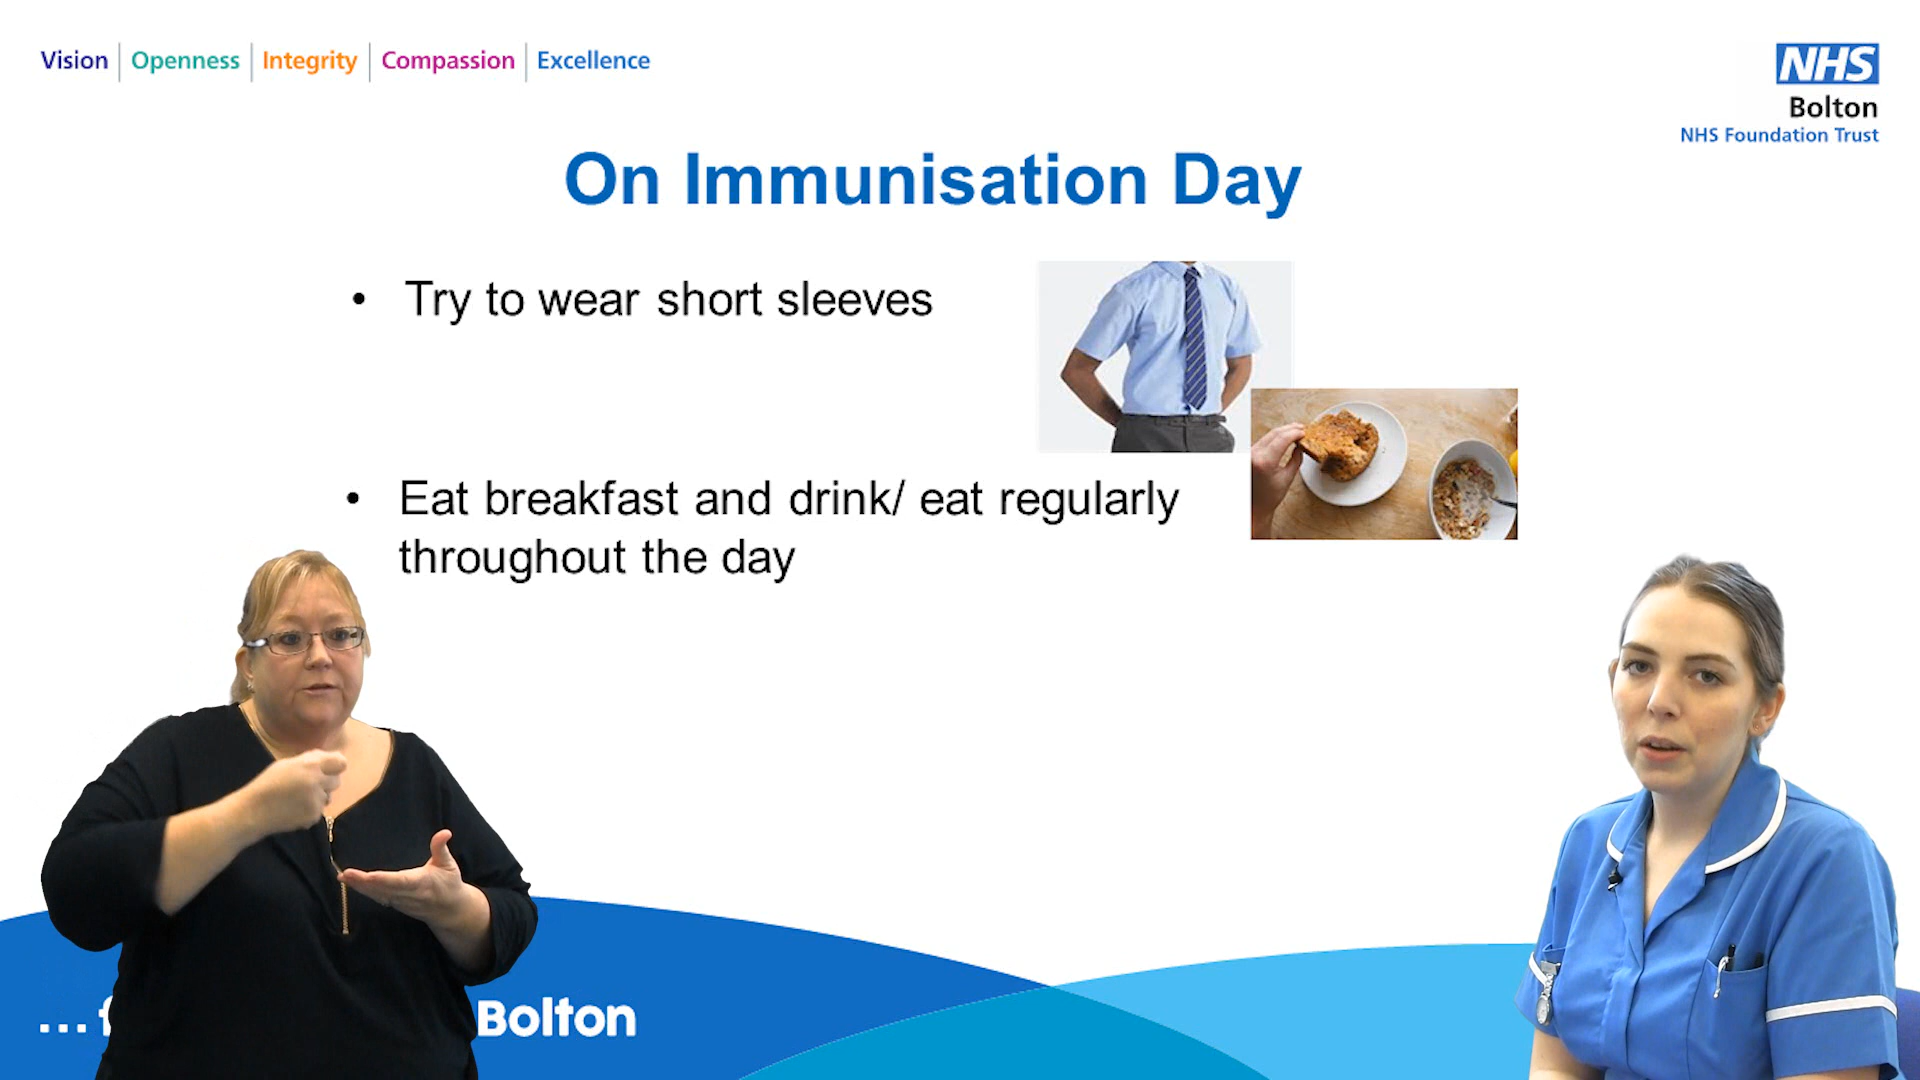 Vision | Openness | Integrity | Compassion | Excellence
NHS
Bolton
NHS Foundation Trust
On Immunisation Day
• Try to wear short sleeves
• Eat breakfast and drink/ eat regularly
throughout the day
... Bolton